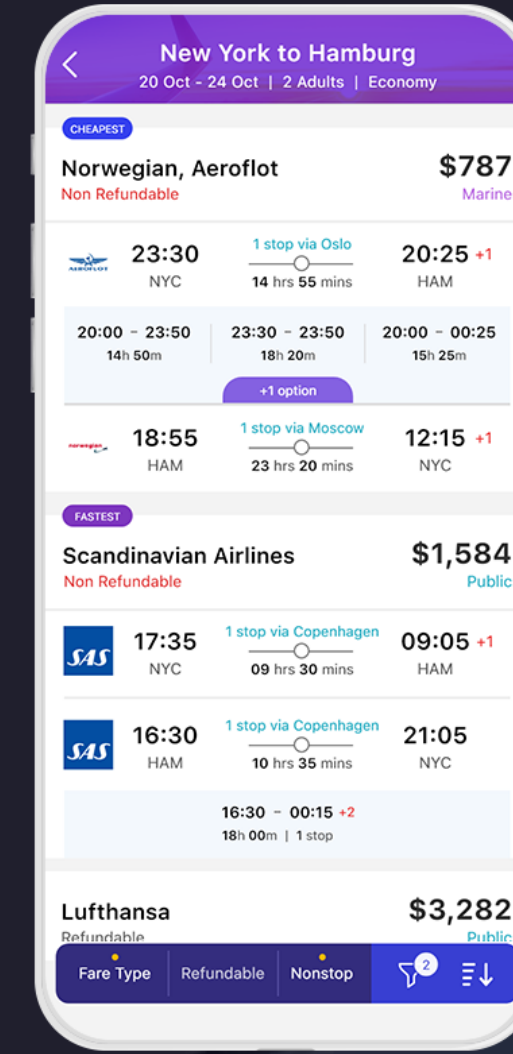 New York to Hamburg
20 Oct - 24 Oct | 2 Adults | Economy
CHEAPEST
Norwegian, Aeroflot $787
Non Refundable Marine
AEROFLOT 23:30 1 stop via Oslo 20:25 +1
NYC 14 hrs 55 mins HAM
20:00 - 23:50 23:30 - 23:50 20:00 - 00:25
14h 50m 18h 20m 15h 25m
+1 option
norwegian 18:55 1 stop via Moscow 12:15 +1
HAM 23 hrs 20 mins NYC
FASTEST
Scandinavian Airlines $1,584
Non Refundable Public
SAS 17:35 1 stop via Copenhagen 09:05 +1
NYC 09 hrs 30 mins HAM
SAS 16:30 1 stop via Copenhagen 21:05
HAM 10 hrs 35 mins NYC
16:30 - 00:15 +2
18h 00m | 1 stop
Lufthansa $3,282
Refundable Public
Fare Type Refundable Nonstop 2